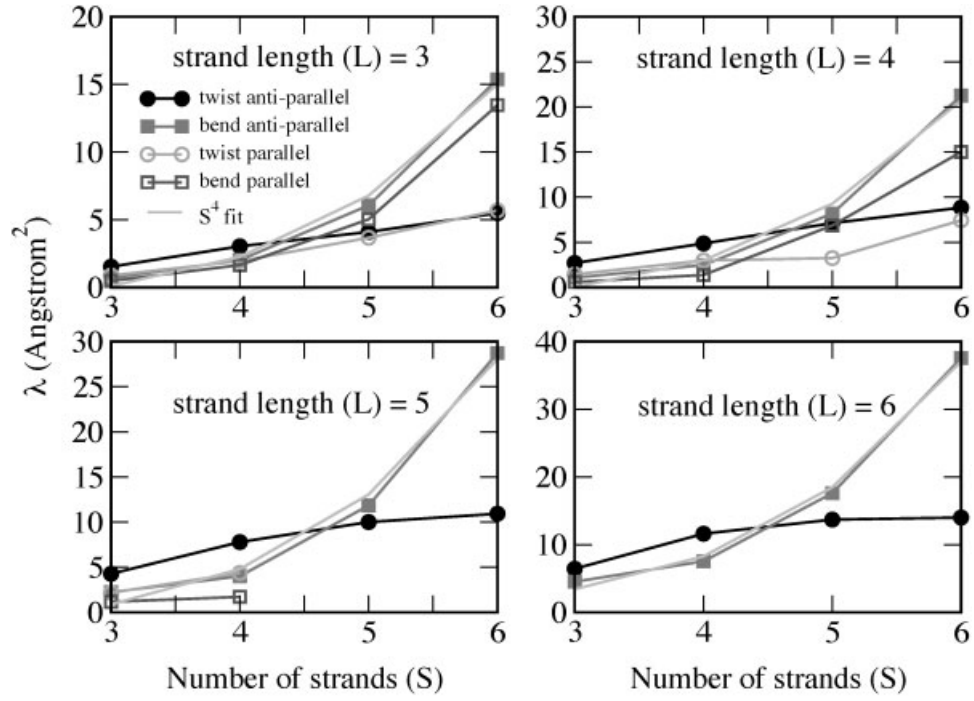 λ (Angstrom²)
20
15
10
5
0
strand length (L) = 3
twist anti-parallel
bend anti-parallel
twist parallel
bend parallel
S⁴ fit
3 4 5 6
30
25
20
15
10
5
0
strand length (L) = 4
3 4 5 6
30
25
20
15
10
5
0
strand length (L) = 5
3 4 5 6
Number of strands (S)
40
30
20
10
0
strand length (L) = 6
3 4 5 6
Number of strands (S)